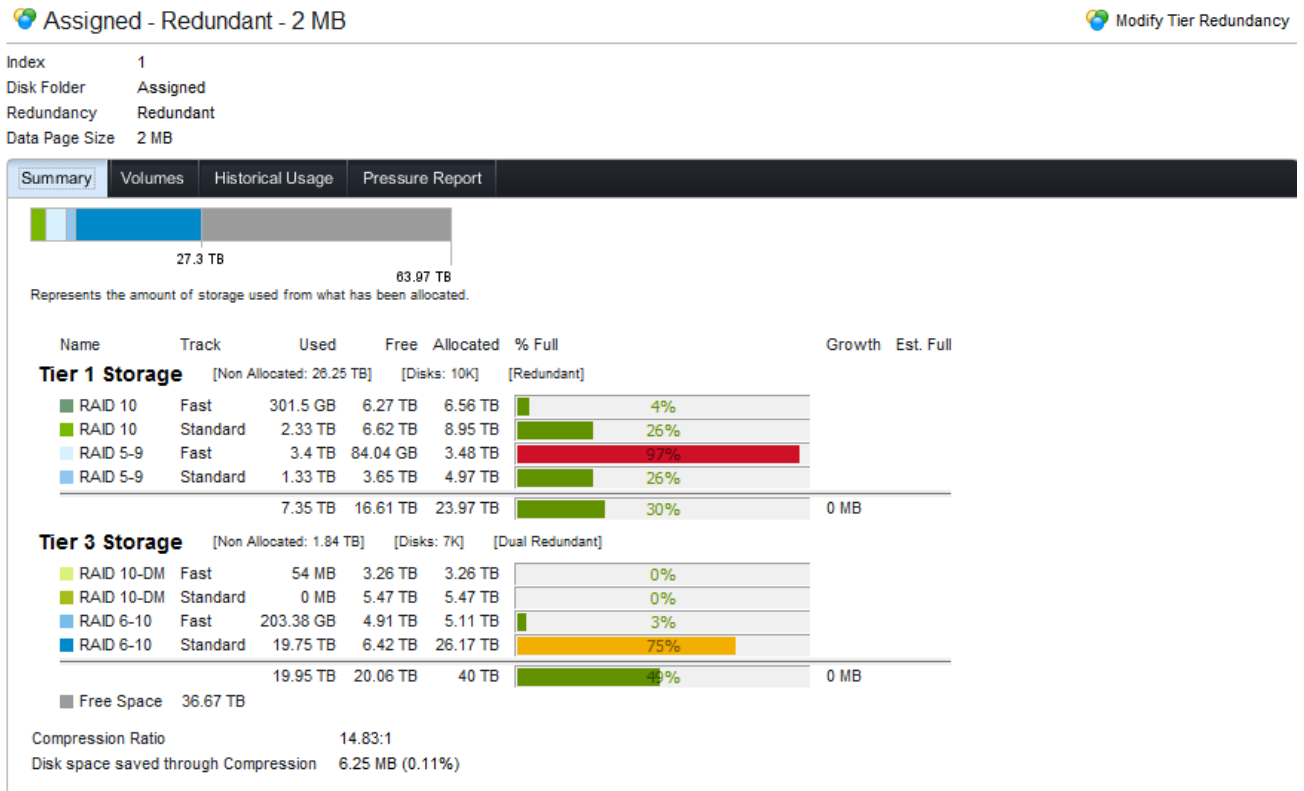 Assigned - Redundant - 2 MB Modify Tier Redundancy
Index 1
Disk Folder Assigned
Redundancy Redundant
Data Page Size 2 MB
Summary Volumes Historical Usage Pressure Report
27.3 TB
63.97 TB
Represents the amount of storage used from what has been allocated.
Name Track Used Free Allocated % Full Growth Est. Full
Tier 1 Storage [Non Allocated: 26.25 TB] [Disks: 10K] [Redundant]
RAID 10 Fast 301.5 GB 6.27 TB 6.56 TB 4%
RAID 10 Standard 2.33 TB 6.62 TB 8.95 TB 26%
RAID 5-9 Fast 3.4 TB 84.04 GB 3.48 TB 97%
RAID 5-9 Standard 1.33 TB 3.65 TB 4.97 TB 26%
7.35 TB 16.61 TB 23.97 TB 30% 0 MB
Tier 3 Storage [Non Allocated: 1.84 TB] [Disks: 7K] [Dual Redundant]
RAID 10-DM Fast 54 MB 3.26 TB 3.26 TB 0%
RAID 10-DM Standard 0 MB 5.47 TB 5.47 TB 0%
RAID 6-10 Fast 203.38 GB 4.91 TB 5.11 TB 3%
RAID 6-10 Standard 19.75 TB 6.42 TB 26.17 TB 75%
19.95 TB 20.06 TB 40 TB 49% 0 MB
Free Space 36.67 TB
Compression Ratio 14.83:1
Disk space saved through Compression 6.25 MB (0.11%)